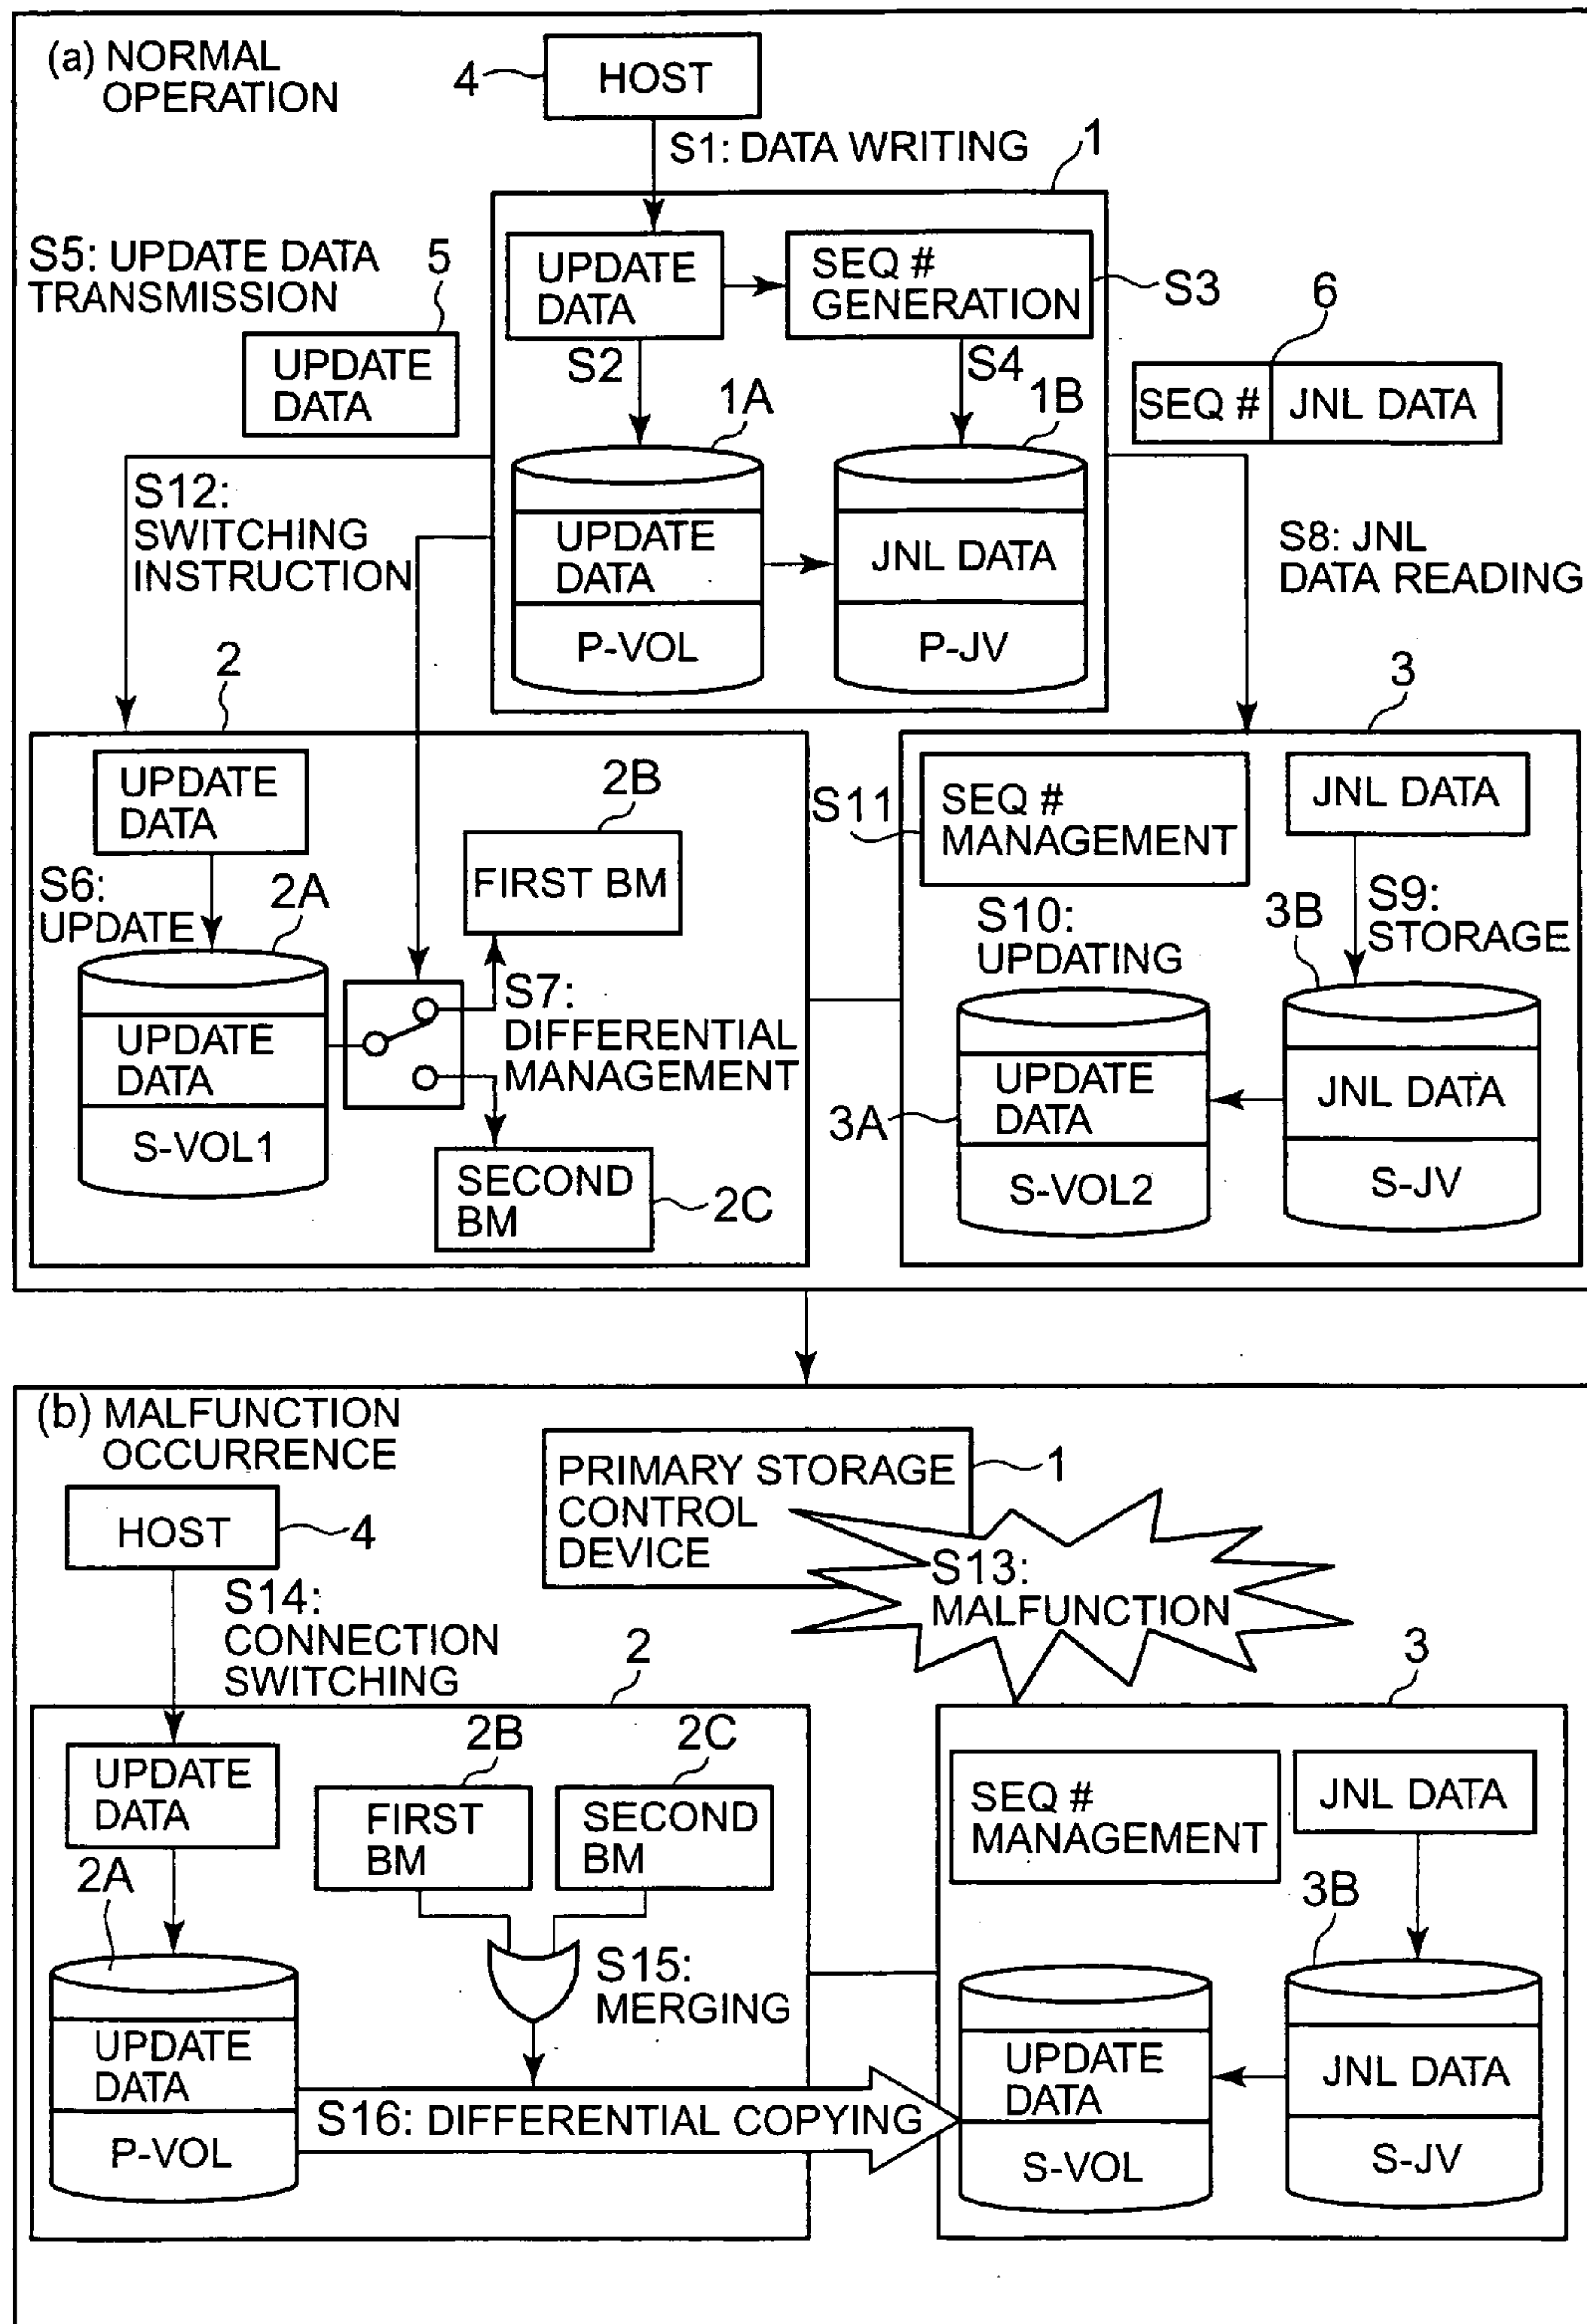 (a) NORMAL
OPERATION
4
HOST
S1: DATA WRITING
1
S5: UPDATE DATA
TRANSMISSION
5
UPDATE
DATA
UPDATE
DATA
SEQ #
GENERATION
S3
6
SEQ #
JNL DATA
S2
S4
1A
1B
S12:
SWITCHING
INSTRUCTION
UPDATE
DATA
P-VOL
JNL DATA
P-JV
S8: JNL
DATA READING
2
UPDATE
DATA
S6:
UPDATE
2A
2B
FIRST BM
UPDATE
DATA
S-VOL1
S7:
DIFFERENTIAL
MANAGEMENT
SECOND
BM
2C
3
S11
SEQ #
MANAGEMENT
JNL DATA
S10:
UPDATING
3B
S9:
STORAGE
3A
UPDATE
DATA
S-VOL2
JNL DATA
S-JV
(b) MALFUNCTION
OCCURRENCE
HOST
4
PRIMARY STORAGE
CONTROL
DEVICE
1
S13:
MALFUNCTION
S14:
CONNECTION
SWITCHING
2
UPDATE
DATA
2A
2B
FIRST
BM
2C
SECOND
BM
S15:
MERGING
UPDATE
DATA
P-VOL
S16: DIFFERENTIAL COPYING
3
SEQ #
MANAGEMENT
JNL DATA
3B
UPDATE
DATA
S-VOL
JNL DATA
S-JV